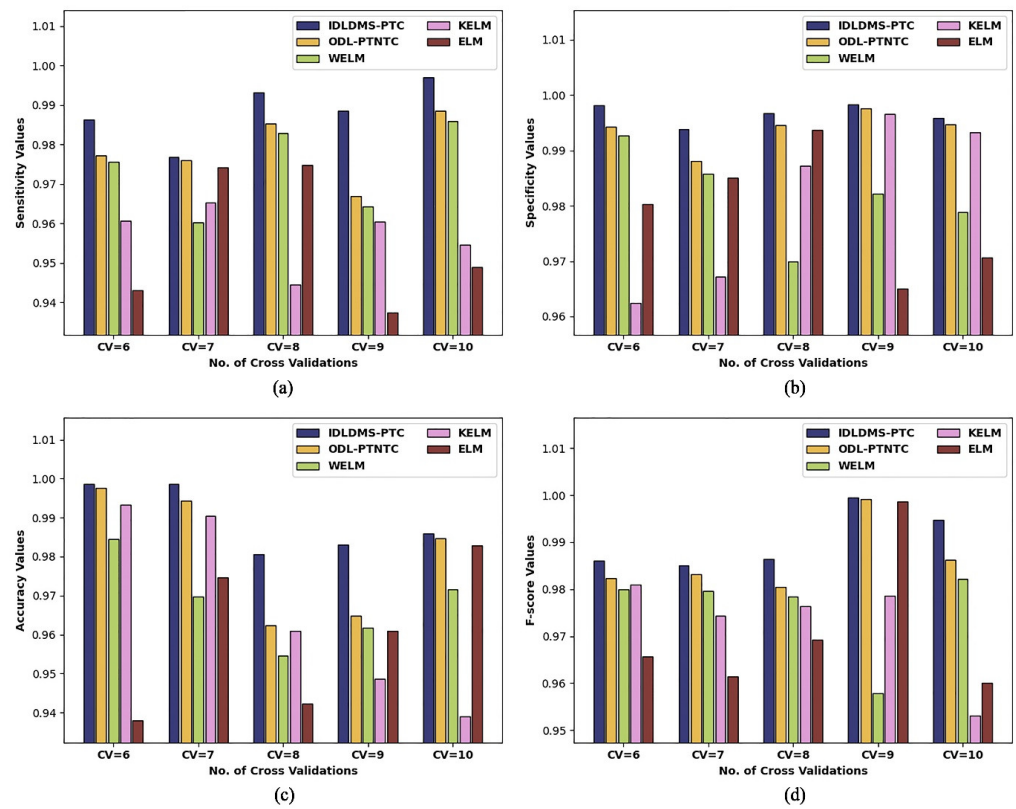 IDLDMS-PTC KELM
ODL-PTNTC ELM
WELM
Sensitivity Values
1.01
1.00
0.99
0.98
0.97
0.96
0.95
0.94
CV=6 CV=7 CV=8 CV=9 CV=10
No. of Cross Validations
(a)
IDLDMS-PTC KELM
ODL-PTNTC ELM
WELM
Specificity Values
1.01
1.00
0.99
0.98
0.97
0.96
CV=6 CV=7 CV=8 CV=9 CV=10
No. of Cross Validations
(b)
IDLDMS-PTC KELM
ODL-PTNTC ELM
WELM
Accuracy Values
1.01
1.00
0.99
0.98
0.97
0.96
0.95
0.94
CV=6 CV=7 CV=8 CV=9 CV=10
No. of Cross Validations
(c)
IDLDMS-PTC KELM
ODL-PTNTC ELM
WELM
F-score Values
1.01
1.00
0.99
0.98
0.97
0.96
0.95
CV=6 CV=7 CV=8 CV=9 CV=10
No. of Cross Validations
(d)